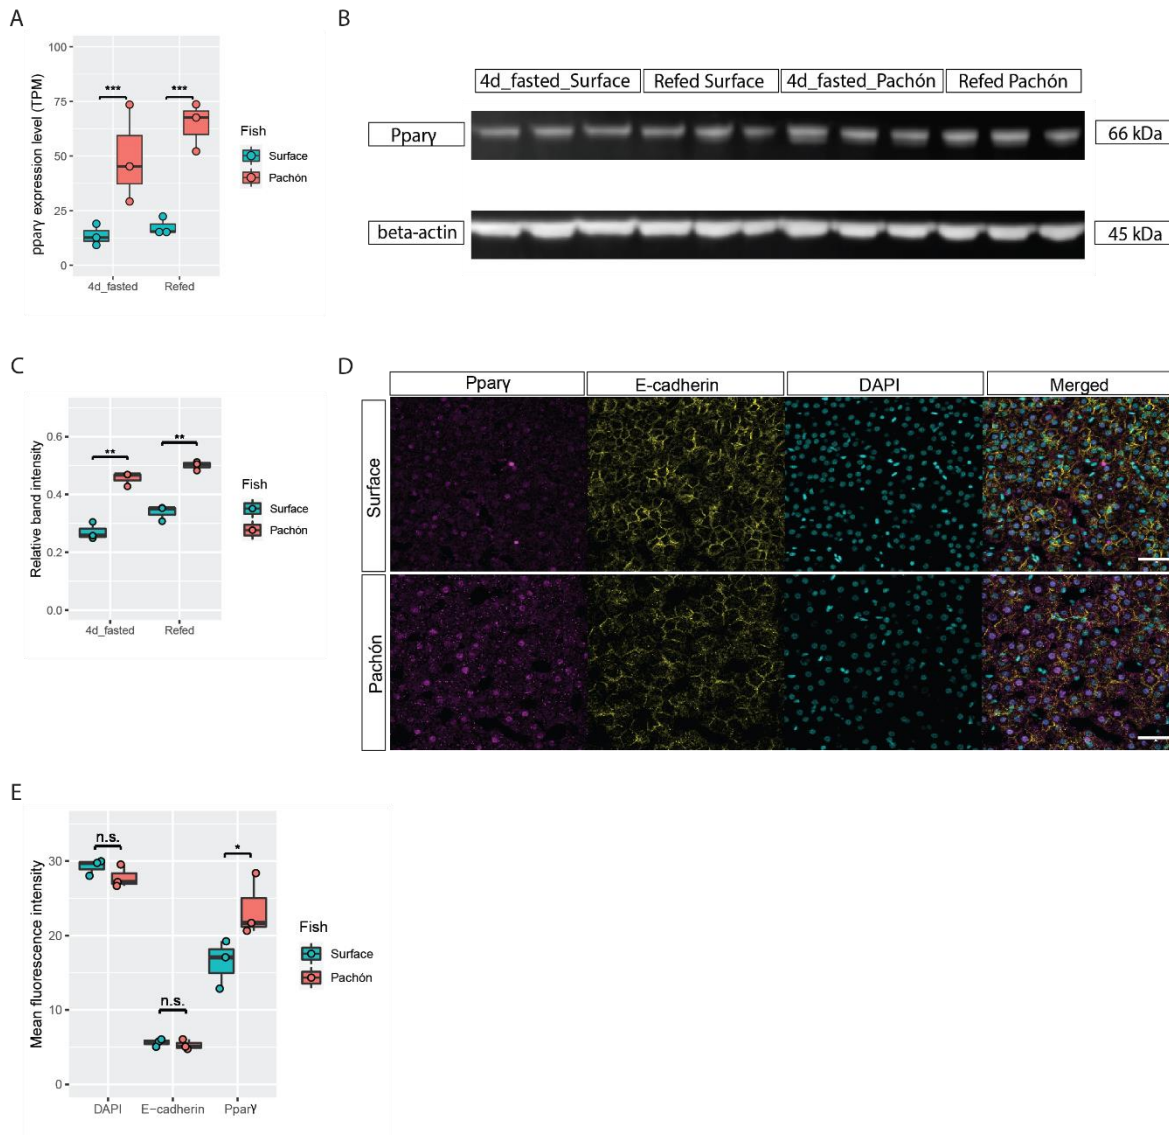 A
100
75
50
25
0
pparγ expression level (TPM)
***
***
4d_fasted
Refed
Fish
Surface
Pachón
B
4d_fasted_Surface
Refed Surface
4d_fasted_Pachón
Refed Pachón
Pparγ
66 kDa
beta-actin
45 kDa
C
0.6
0.4
0.2
0.0
Relative band intensity
**
**
4d_fasted
Refed
Fish
Surface
Pachón
D
Pparγ
E-cadherin
DAPI
Merged
Surface
Pachón
E
30
20
10
0
Mean fluorescence intensity
n.s.
n.s.
*
DAPI
E-cadherin
Pparγ
Fish
Surface
Pachón